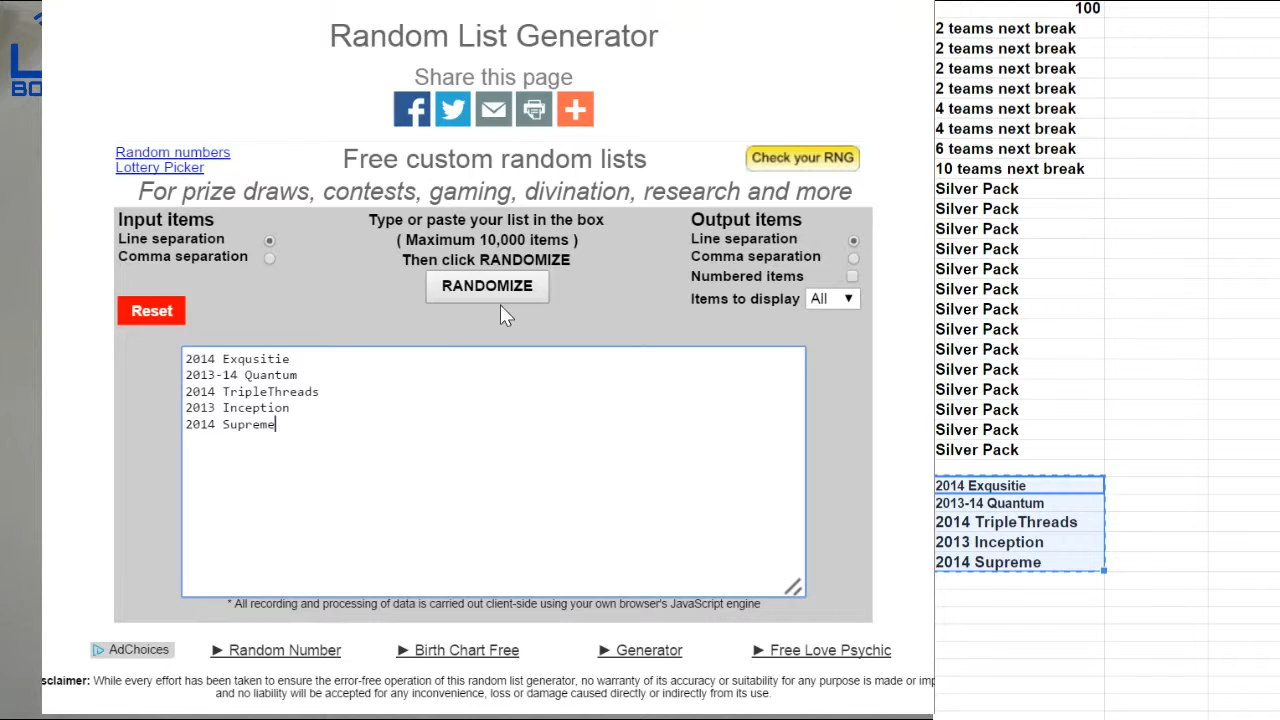 Random List Generator
Share this page
Random numbers
Lottery Picker
Free custom random lists
Check your RNG
For prize draws, contests, gaming, divination, research and more
Input items
Line separation
Comma separation
Type or paste your list in the box
( Maximum 10,000 items )
Then click RANDOMIZE
RANDOMIZE
Output items
Line separation
Comma separation
Numbered items
Items to display All
Reset
2014 Exqusitie
2013-14 Quantum
2014 TripleThreads
2013 Inception
2014 Supreme
* All recording and processing of data is carried out client-side using your own browser's JavaScript engine
AdChoices
► Random Number
► Birth Chart Free
► Generator
► Free Love Psychic
sclaimer: While every effort has been taken to ensure the error-free operation of this random list generator, no warranty of its accuracy or suitability for any purpose is made or imp
and no liability will be accepted for any inconvenience, loss or damage caused directly or indirectly from its use.
100
2 teams next break
2 teams next break
2 teams next break
2 teams next break
4 teams next break
4 teams next break
6 teams next break
10 teams next break
Silver Pack
Silver Pack
Silver Pack
Silver Pack
Silver Pack
Silver Pack
Silver Pack
Silver Pack
Silver Pack
Silver Pack
Silver Pack
Silver Pack
Silver Pack
Silver Pack
2014 Exqusitie
2013-14 Quantum
2014 TripleThreads
2013 Inception
2014 Supreme